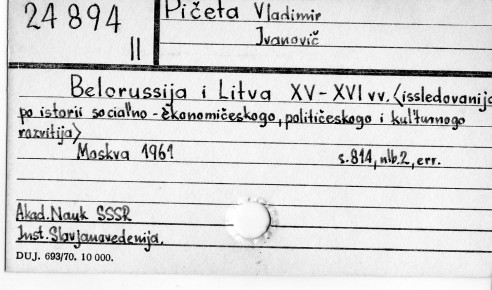 24 894
II
Pičeta Vladimir
Ivanovič
Belorussija i Litva XV-XVI vv. (issledovanija
po istorii social'no-ėkonomičeskogo, političeskogo i kul'turnogo
razvitija)
Moskva 1961 s.814, nlb.2, err.
Akad. Nauk SSSR
Inst. Slavjanovedenija.
DUJ. 693/70. 10 000.